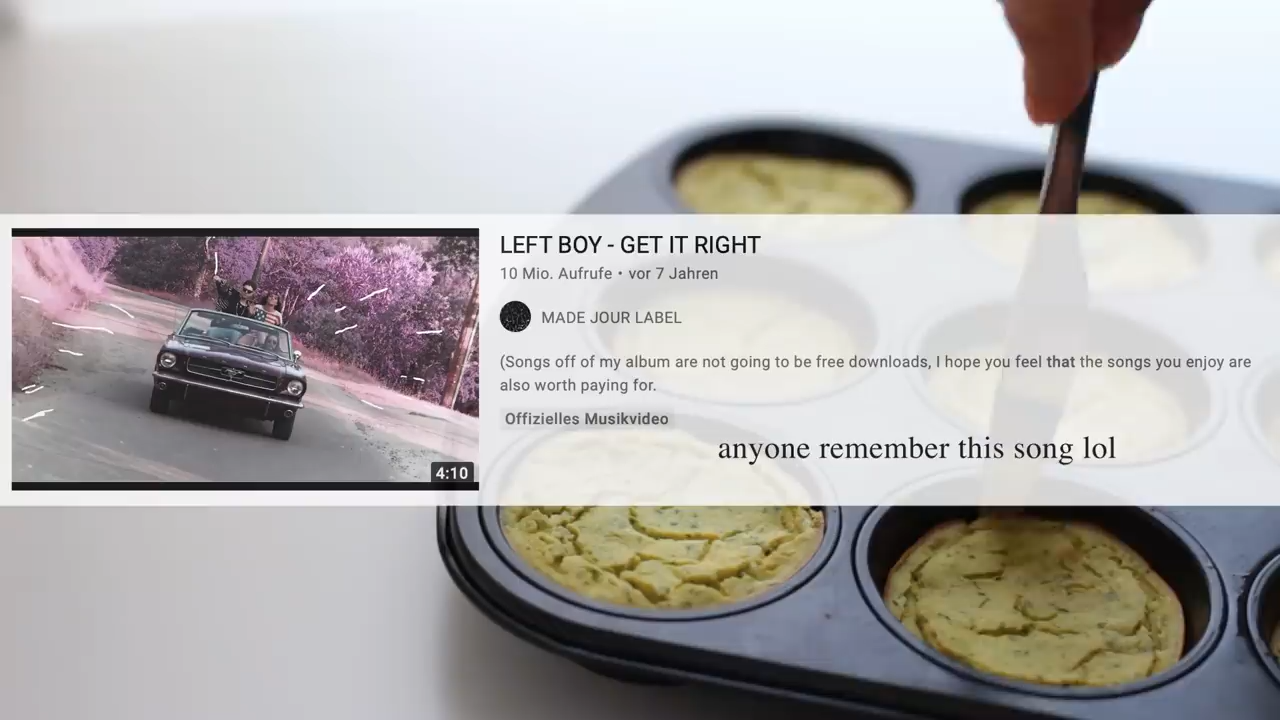 LEFT BOY - GET IT RIGHT
10 Mio. Aufrufe • vor 7 Jahren
MADE JOUR LABEL
(Songs off of my album are not going to be free downloads, I hope you feel that the songs you enjoy are
also worth paying for.
Offizielles Musikvideo
4:10
anyone remember this song lol